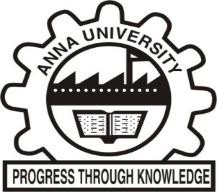 ANNA UNIVERSITY
PROGRESS THROUGH KNOWLEDGE